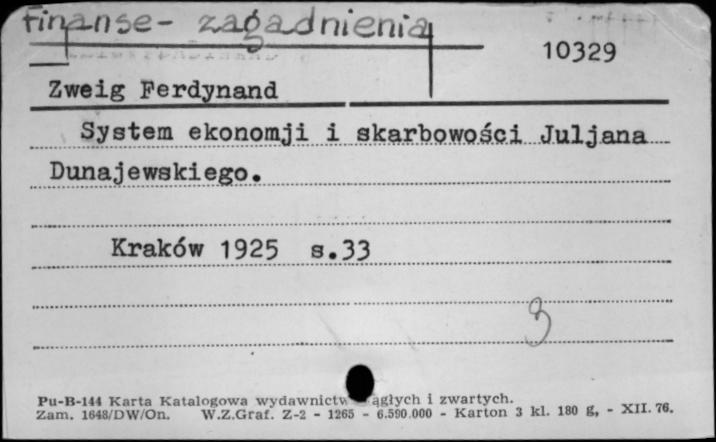 Finanse - zagadnienia
10329
Zweig Ferdynand
System ekonomji i skarbowości Juljana
Dunajewskiego.
Kraków 1925 s.33
3
Pu-B-144 Karta Katalogowa wydawnictw ągłych i zwartych.
Zam. 1648/DW/On. W.Z.Graf. Z-2 - 1265 - 6.590.000 - Karton 3 kl. 180 g, - XII. 76.